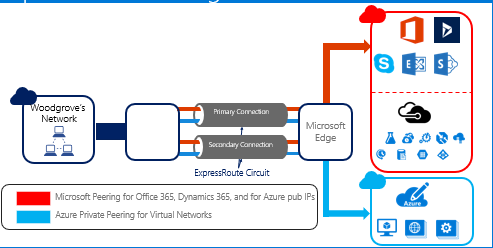 Woodgrove's
Network
Primary Connection
Secondary Connection
ExpressRoute Circuit
Microsoft
Edge
Azure
Microsoft Peering for Office 365, Dynamics 365, and for Azure pub IPs
Azure Private Peering for Virtual Networks